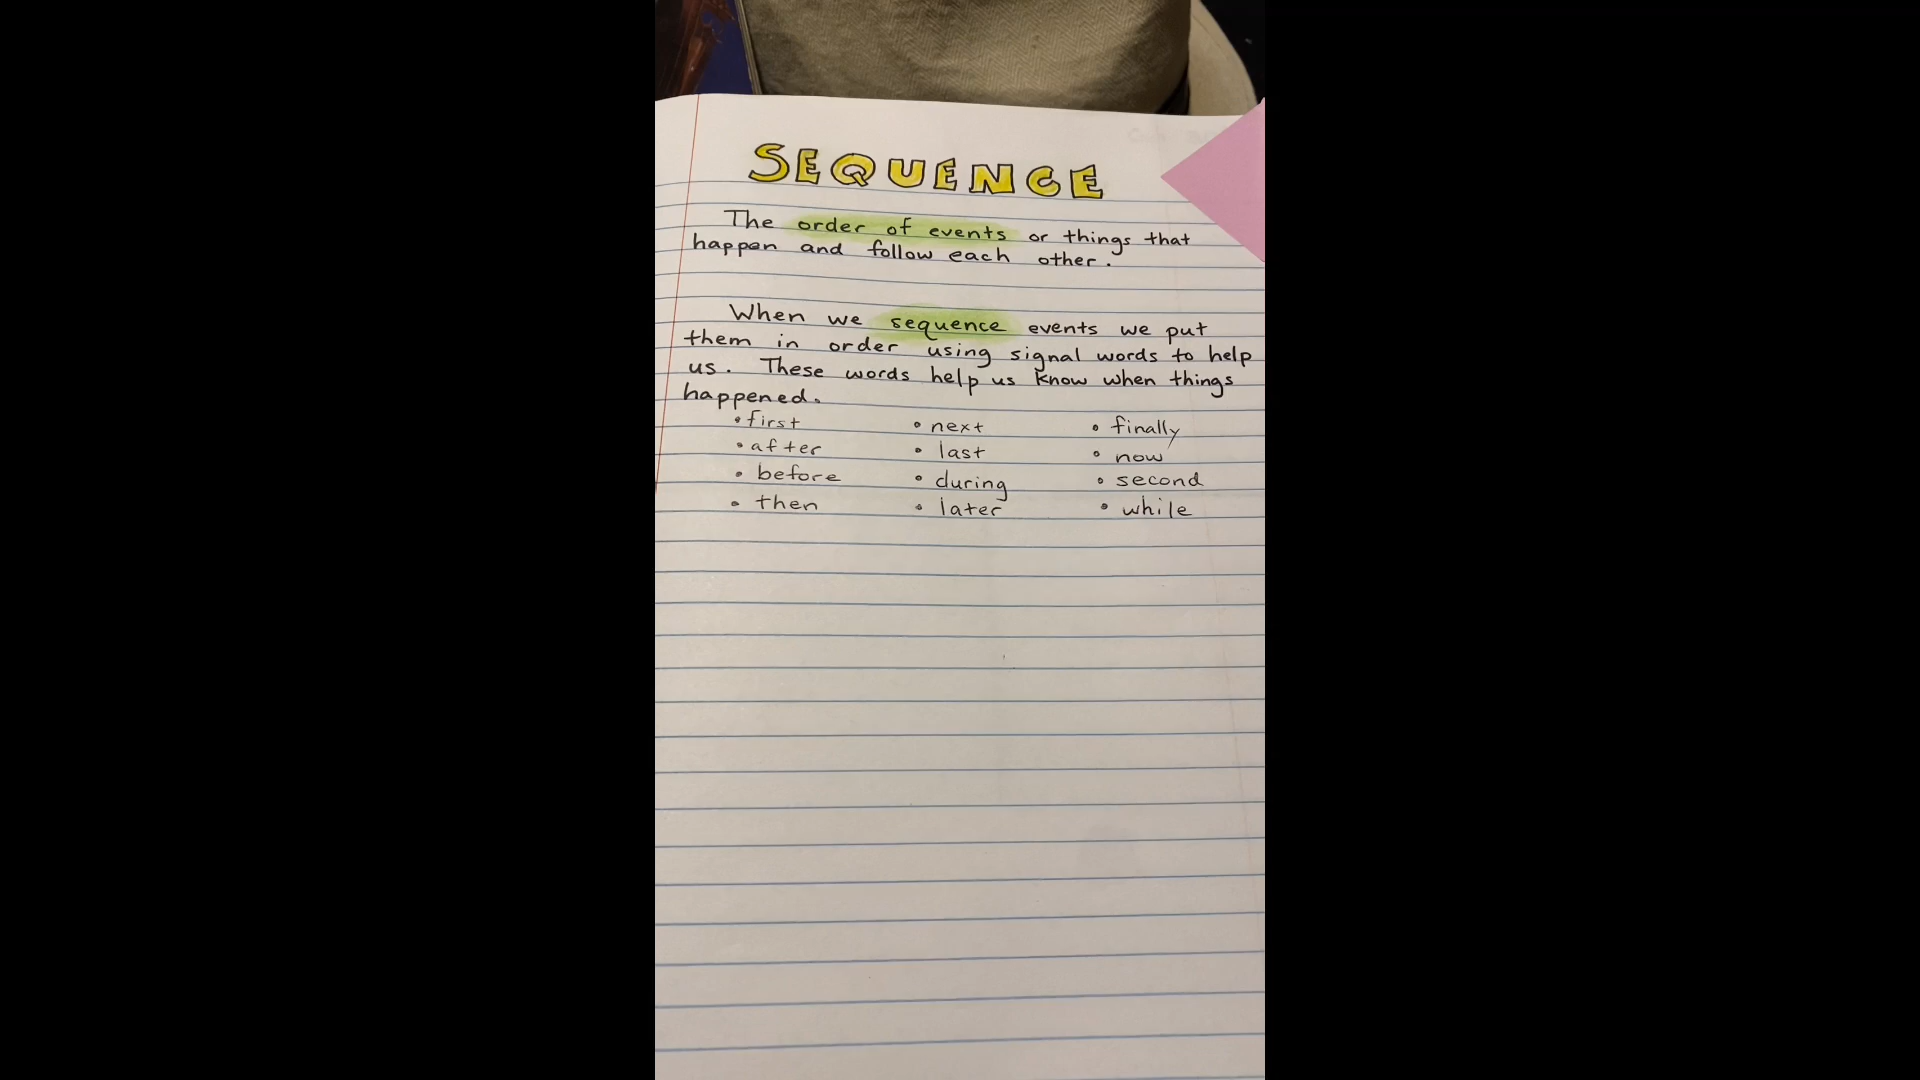 SEQUENCE
The order of events or things that
happen and follow each other.
When we sequence events we put
them in order using signal words to help
us. These words help us know when things
happened.
• first • next • finally
• after • last • now
• before • during • second
• then • later • while